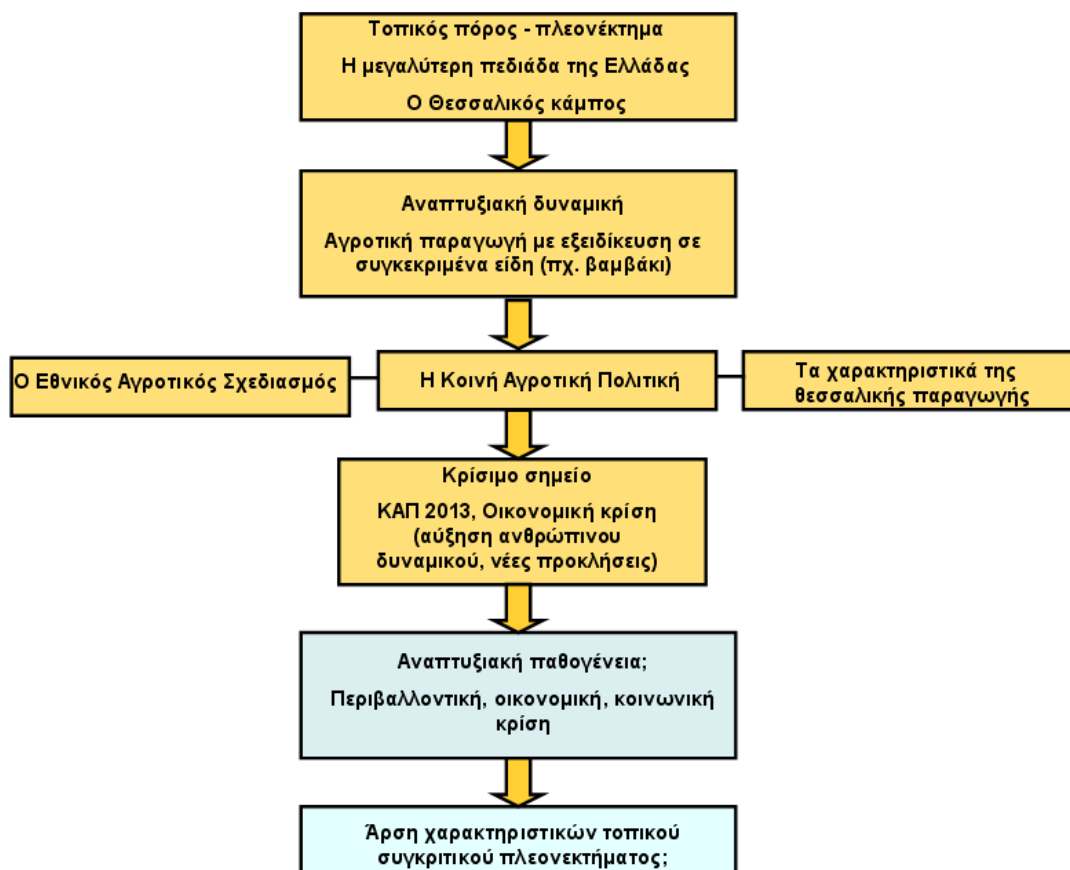 Τοπικός πόρος - πλεονέκτημα
Η μεγαλύτερη πεδιάδα της Ελλάδας
Ο Θεσσαλικός κάμπος
Αναπτυξιακή δυναμική
Αγροτική παραγωγή με εξειδίκευση σε
συγκεκριμένα είδη (πχ. βαμβάκι)
Ο Εθνικός Αγροτικός Σχεδιασμός
Η Κοινή Αγροτική Πολιτική
Τα χαρακτηριστικά της
θεσσαλικής παραγωγής
Κρίσιμο σημείο
ΚΑΠ 2013, Οικονομική κρίση
(αύξηση ανθρώπινου
δυναμικού, νέες προκλήσεις)
Αναπτυξιακή παθογένεια;
Περιβαλλοντική, οικονομική, κοινωνική
κρίση
Άρση χαρακτηριστικών τοπικού
συγκριτικού πλεονεκτήματος;